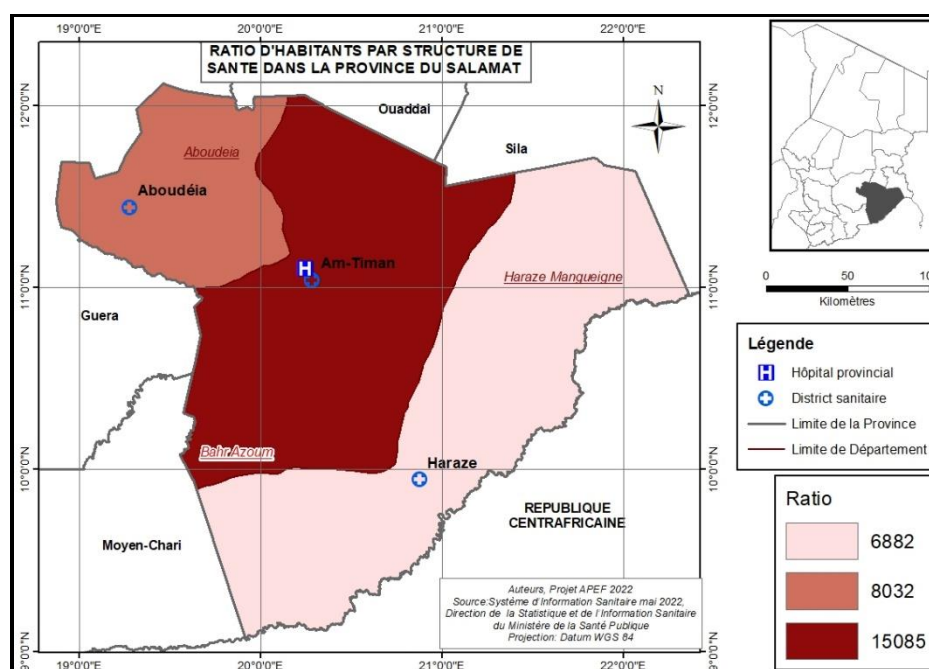 19°0'0"E
20°0'0"E
21°0'0"E
22°0'0"E
RATIO D'HABITANTS PAR STRUCTURE DE
SANTE DANS LA PROVINCE DU SALAMAT
12°0'0"N
12°0'0"N
Ouaddai
N
Sila
Aboudeia
Aboudéia
H
Am-Timan
11°0'0"N
11°0'0"N
Haraze Mangueigne
Guera
Bahr Azoum
Haraze
10°0'0"N
10°0'0"N
REPUBLIQUE
CENTRAFRICAINE
Moyen-Chari
Auteurs, Projet APEF 2022
Source:Système d'Information Sanitaire mai 2022,
Direction de la Statistique et de l'Information Sanitaire
du Ministère de la Santé Publique
Projection: Datum WGS 84
9°0'0"N
9°0'0"N
19°0'0"E
20°0'0"E
21°0'0"E
22°0'0"E
0
50
Kilomètres
Légende
H
Hôpital provincial
District sanitaire
Limite de la Province
Limite de Département
Ratio
6882
8032
15085